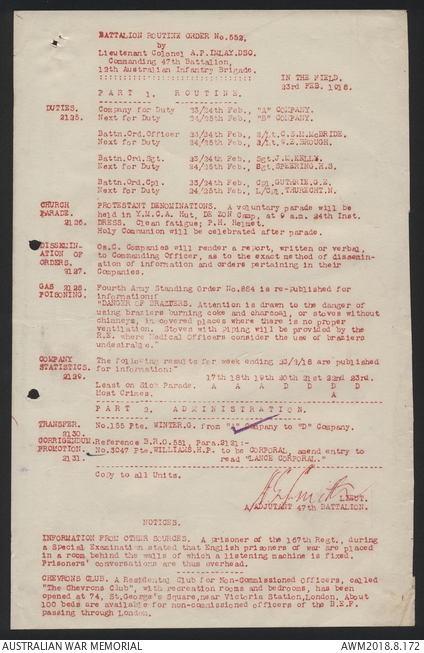 BATTALION ROUTINE ORDER No.552,
by
Lieutenant Colonel A.P.IMLAY.DSO.
Commanding 47th Battalion,
12th Australian Infantry Brigade.
IN THE FIELD.
23rd FEB. 1918.
PART 1. ROUTINE.
DUTIES. Company for Duty 23/24th Feb., "A" COMPANY.
2125. Next for Duty 24/25th Feb., "B" COMPANY.
Battn.Ord.Officer 23/24th Feb., 2/Lt.C.S.M.McBRIDE.
Next for Duty 24/25th Feb., 2/Lt.W.E.BROUGH.
Battn.Ord.Sgt. 23/24th Feb., Sgt.J.M.KELLY.
Next for Duty 24/25th Feb., Sgt.SPEERING.H.S.
Battn.Ord.Cpl. 23/24th Feb., Cpl.GUTHRIE.G.E.
Next for Duty 24/25th Feb., L/Cpl.THURECHT.N.
CHURCH PROTESTANT DENOMINATIONS. A voluntary parade will be
PARADE. held in Y.M.C.A. Hut, DE ZON Camp, at 9 a.m. 24th inst.
2126. DRESS. Clean fatigue; P.H. Helmet.
Holy Communion will be celebrated after parade.
DISSEMIN- Os.C. Companies will render a report, written or verbal,
ATION OF to Commanding Officer, as to the exact method of dissemin-
ORDERS. ation of information and orders pertaining in their
2127. Companies.
GAS 2128. Fourth Army Standing Order No.884 is re-published for
POISONING. information:
"DANGER OF BRAZIERS. Attention is drawn to the danger of
using braziers burning coke and charcoal, or stoves without
chimneys, in covered places where there is no proper
ventilation. Stoves with piping will be provided by the
R.E. where Medical Officers consider the use of braziers
undesirable."
COMPANY The following results for week ending 23/2/18 are published
STATISTICS. for information:
2129. 17th 18th 19th 20th 21st 22nd 23rd.
Least on Sick Parade. A A A D D D D
Most Crimes. A
PART 2. ADMINISTRATION.
TRANSFER. No.155 Pte. WINTER.G. from "A" Company to "D" Company.
2130.
CORRIGENDUM. Reference B.R.O.551, Para.2121:-
PROMOTION. No.3047 Pte.WILLIAMS.H.P. to be CORPORAL, amend entry to
2131. read "LANCE CORPORAL."
Copy to all Units.
LIEUT.
A/ADJUTANT 47th BATTALION.
NOTICES.
INFORMATION FROM OTHER SOURCES. A prisoner of the 167th Regt., during
a Special Examination stated that English prisoners of war are placed
in a room behind the walls of which a listening machine is fixed.
Prisoners' conversations are thus overhead.
CHEVRONS CLUB. A Residental Club for Non-Commissioned Officers, called
"The Chevrons Club", with recreation rooms and bedrooms, has been
opened at 74, St.George's Square,near Victoria Station,London. About
100 beds are available for non-commissioned officers of the B.E.F.
passing through London.
AUSTRALIAN WAR MEMORIAL AWM2018.8.172